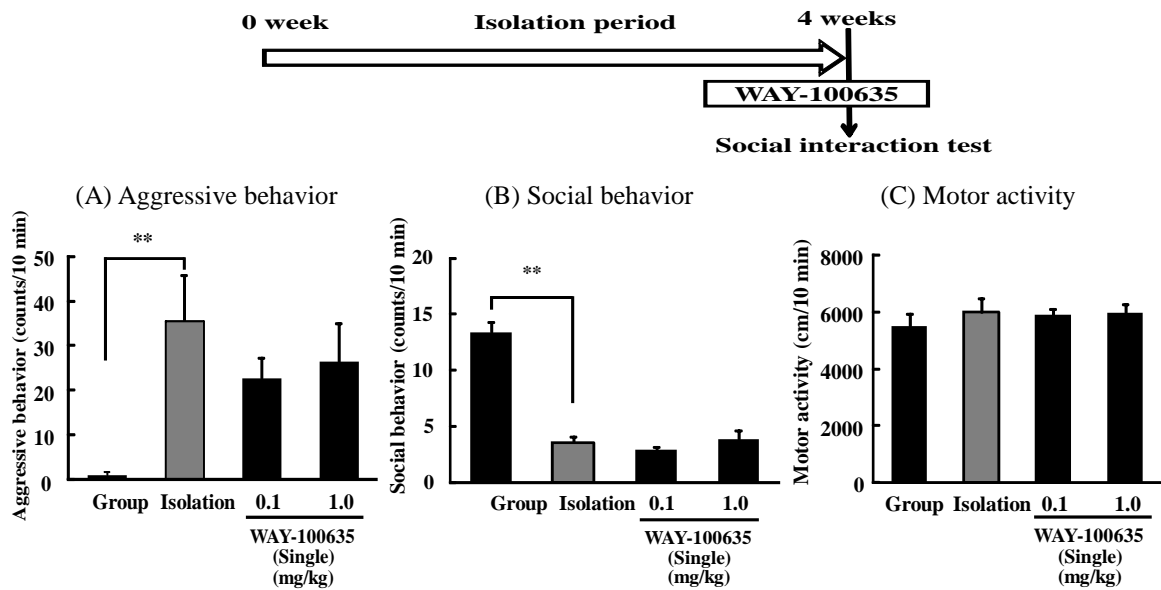 0 week Isolation period 4 weeks
WAY-100635
Social interaction test
(A) Aggressive behavior
Aggressive behavior (counts/10 min)
50
40
30
20
10
0
**
Group Isolation 0.1 1.0
WAY-100635
(Single)
(mg/kg)
(B) Social behavior
Social behavior (counts/10 min)
20
15
10
5
0
**
Group Isolation 0.1 1.0
WAY-100635
(Single)
(mg/kg)
(C) Motor activity
Motor activity (cm/10 min)
8000
6000
4000
2000
0
Group Isolation 0.1 1.0
WAY-100635
(Single)
(mg/kg)